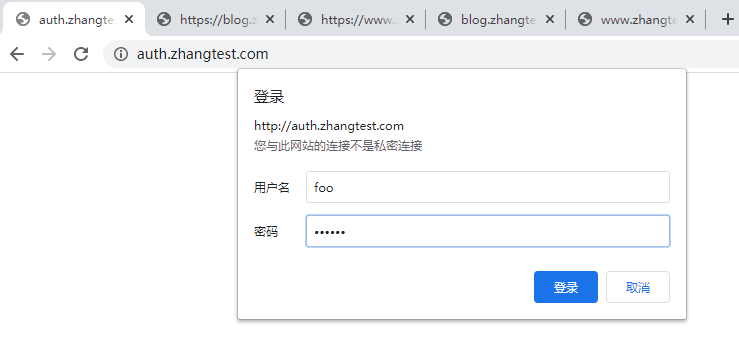 auth.zhangte
https://blog.z
https://www.
blog.zhangte
www.zhangte
auth.zhangtest.com
登录
http://auth.zhangtest.com
您与此网站的连接不是私密连接
用户名 foo
密码 ••••••
登录 取消